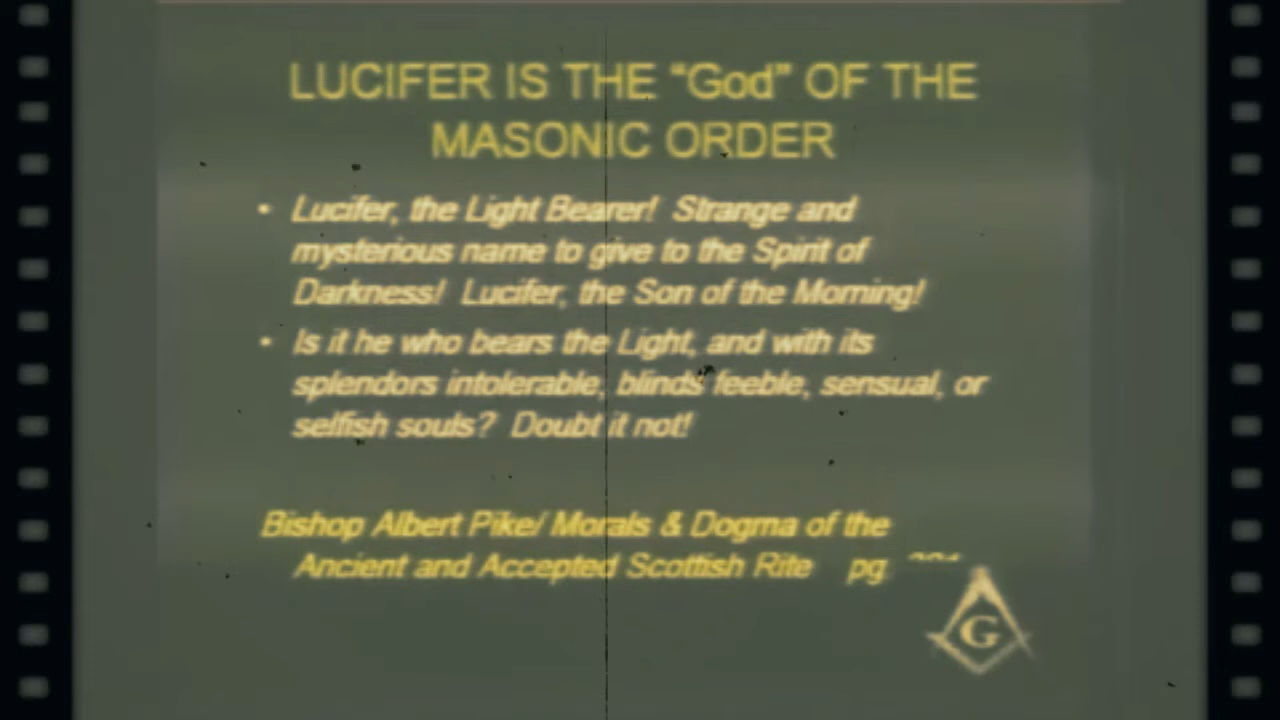 LUCIFER IS THE “God” OF THE
MASONIC ORDER
• Lucifer, the Light Bearer! Strange and
mysterious name to give to the Spirit of
Darkness! Lucifer, the Son of the Morning!
• Is it he who bears the Light, and with its
splendors intolerable, blinds feeble, sensual, or
selfish souls? Doubt it not!
Bishop Albert Pike/ Morals & Dogma of the
Ancient and Accepted Scottish Rite pg.
G